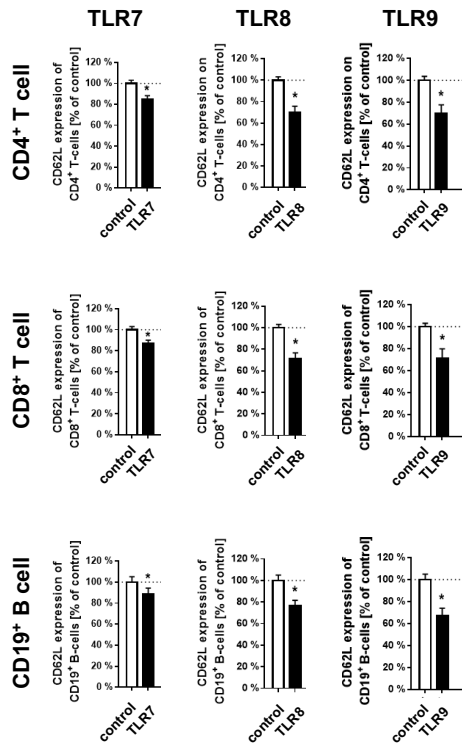 TLR7 TLR8 TLR9
CD4⁺ T cell
CD62L expression of
CD4⁺ T-cells [% of control]
120 %
100 %
80 %
60 %
40 %
20 %
0 %
*
control
TLR7
CD62L expression on
CD4⁺ T-cells [% of control]
120 %
100 %
80 %
60 %
40 %
20 %
0 %
*
control
TLR8
CD62L expression on
CD4⁺ T-cells [% of control]
120 %
100 %
80 %
60 %
40 %
20 %
0 %
*
control
TLR9
CD8⁺ T cell
CD62L expression of
CD8⁺ T-cells [% of control]
120 %
100 %
80 %
60 %
40 %
20 %
0 %
*
control
TLR7
CD62L expression of
CD8⁺ T-cells [% of control]
120 %
100 %
80 %
60 %
40 %
20 %
0 %
*
control
TLR8
CD62L expression of
CD8⁺ T-cells [% of control]
120 %
100 %
80 %
60 %
40 %
20 %
0 %
*
control
TLR9
CD19⁺ B cell
CD62L expression of
CD19⁺ B-cells [% of control]
120 %
100 %
80 %
60 %
40 %
20 %
0 %
*
control
TLR7
CD62L expression of
CD19⁺ B-cells [% of control]
120 %
100 %
80 %
60 %
40 %
20 %
0 %
*
control
TLR8
CD62L expression of
CD19⁺ B-cells [% of control]
120 %
100 %
80 %
60 %
40 %
20 %
0 %
*
control
TLR9